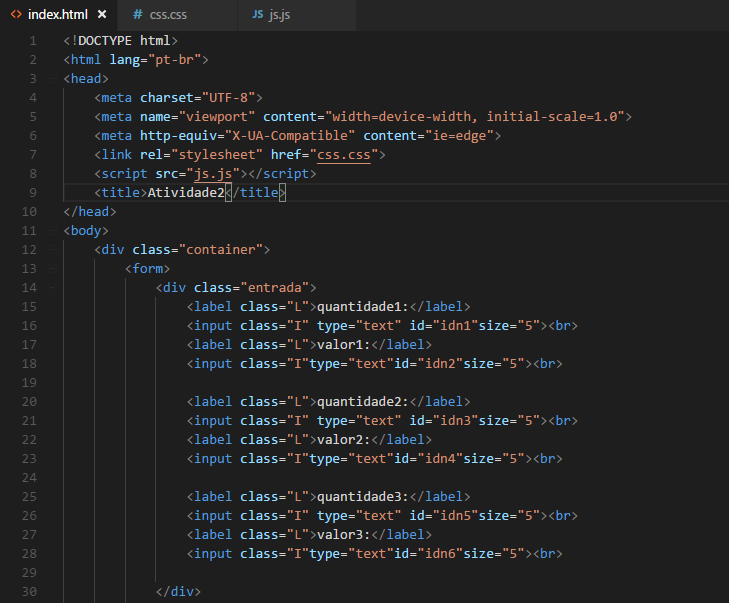 <> index.html × # css.css JS js.js
1 <!DOCTYPE html>
2 <html lang="pt-br">
3 <head>
4 <meta charset="UTF-8">
5 <meta name="viewport" content="width=device-width, initial-scale=1.0">
6 <meta http-equiv="X-UA-Compatible" content="ie=edge">
7 <link rel="stylesheet" href="css.css">
8 <script src="js.js"></script>
9 <title>Atividade2</title>
10 </head>
11 <body>
12 <div class="container">
13 <form>
14 <div class="entrada">
15 <label class="L">quantidade1:</label>
16 <input class="I" type="text" id="idn1"size="5"><br>
17 <label class="L">valor1:</label>
18 <input class="I"type="text"id="idn2"size="5"><br>
19
20 <label class="L">quantidade2:</label>
21 <input class="I" type="text" id="idn3"size="5"><br>
22 <label class="L">valor2:</label>
23 <input class="I"type="text"id="idn4"size="5"><br>
24
25 <label class="L">quantidade3:</label>
26 <input class="I" type="text" id="idn5"size="5"><br>
27 <label class="L">valor3:</label>
28 <input class="I"type="text"id="idn6"size="5"><br>
29
30 </div>